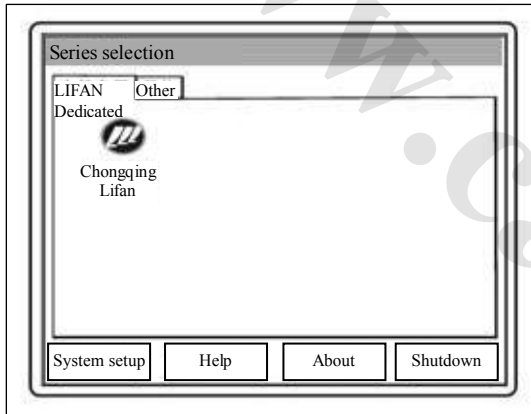 Series selection
LIFAN Other
Dedicated
Chongqing
Lifan
System setup Help About Shutdown